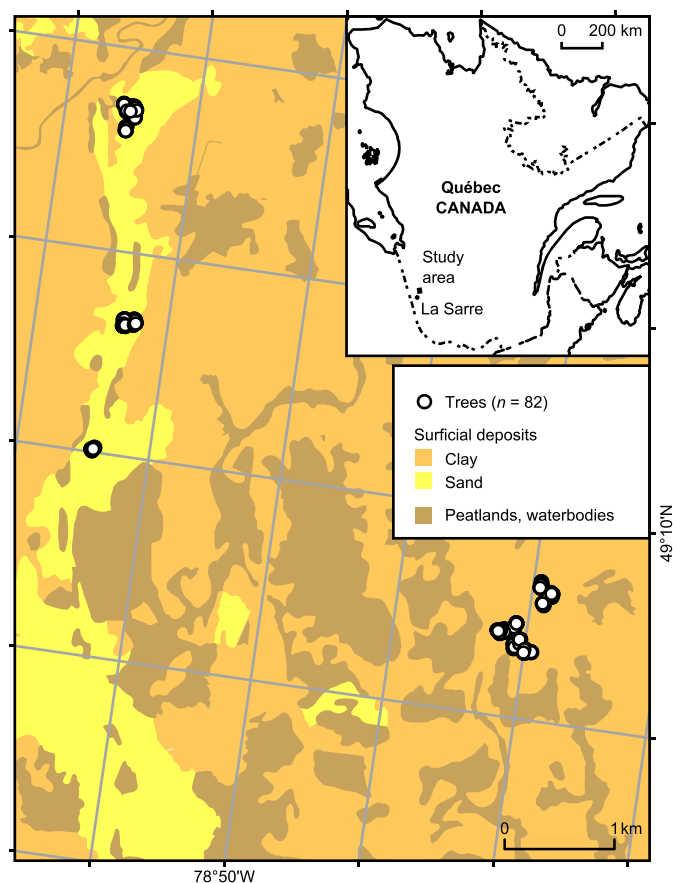 0 200 km
Québec
CANADA
Study
area
La Sarre
Trees (n = 82)
Surficial deposits
Clay
Sand
Peatlands, waterbodies
49°10'N
0 1 km
78°50'W